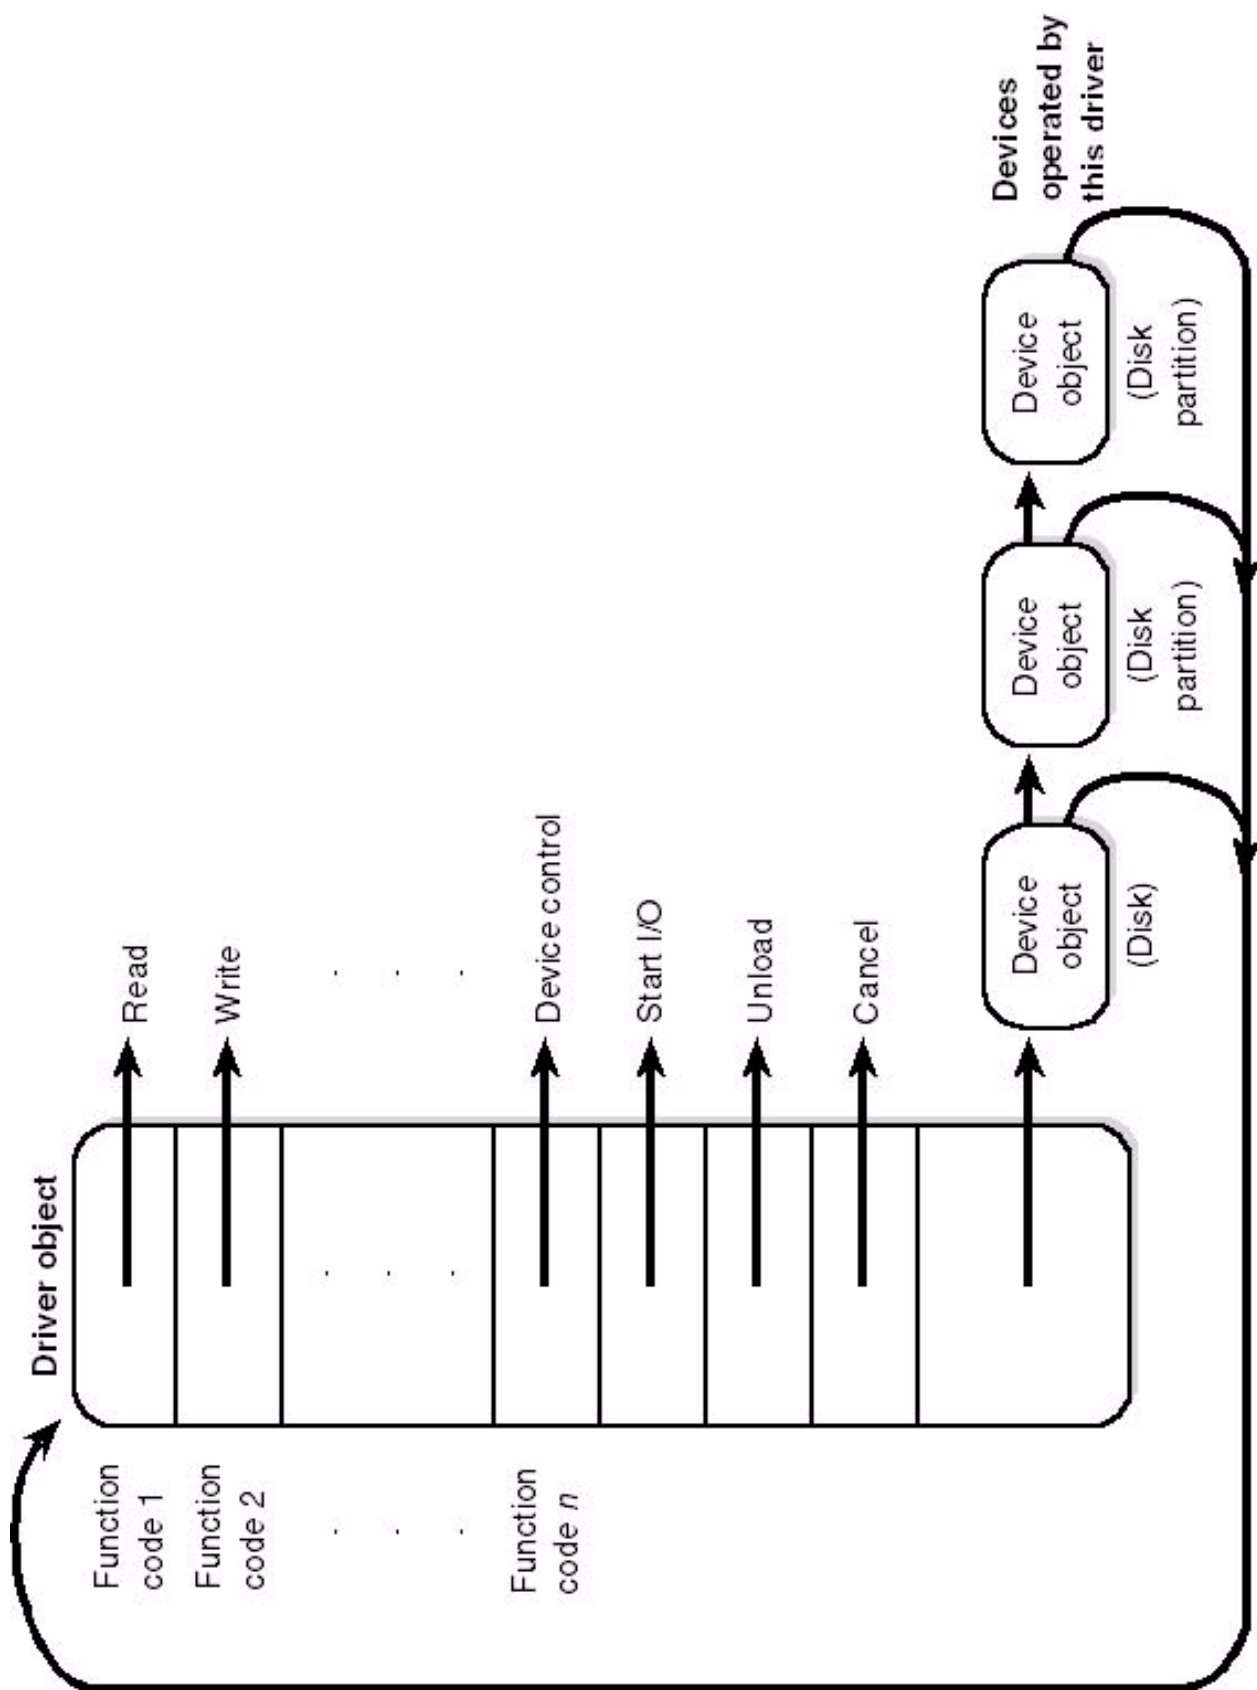 Driver object
Function
code 1
Read
Function
code 2
Write
. . .
. . .
. . .
Function
code n
Device control
Start I/O
Unload
Cancel
Device
object
(Disk)
Device
object
(Disk
partition)
Device
object
(Disk
partition)
Devices
operated by
this driver